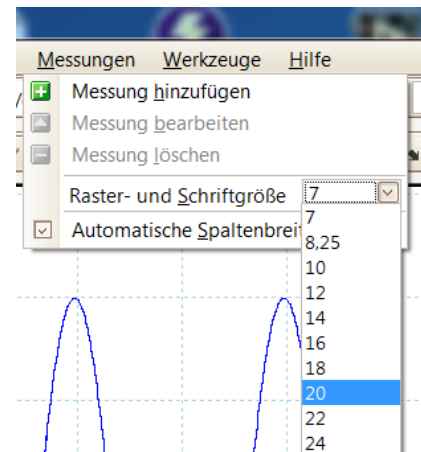 Messungen Werkzeuge Hilfe
Messung hinzufügen
Messung bearbeiten
Messung löschen
Raster- und Schriftgröße 7
7
Automatische Spaltenbreit
8,25
10
12
14
16
18
20
22
24